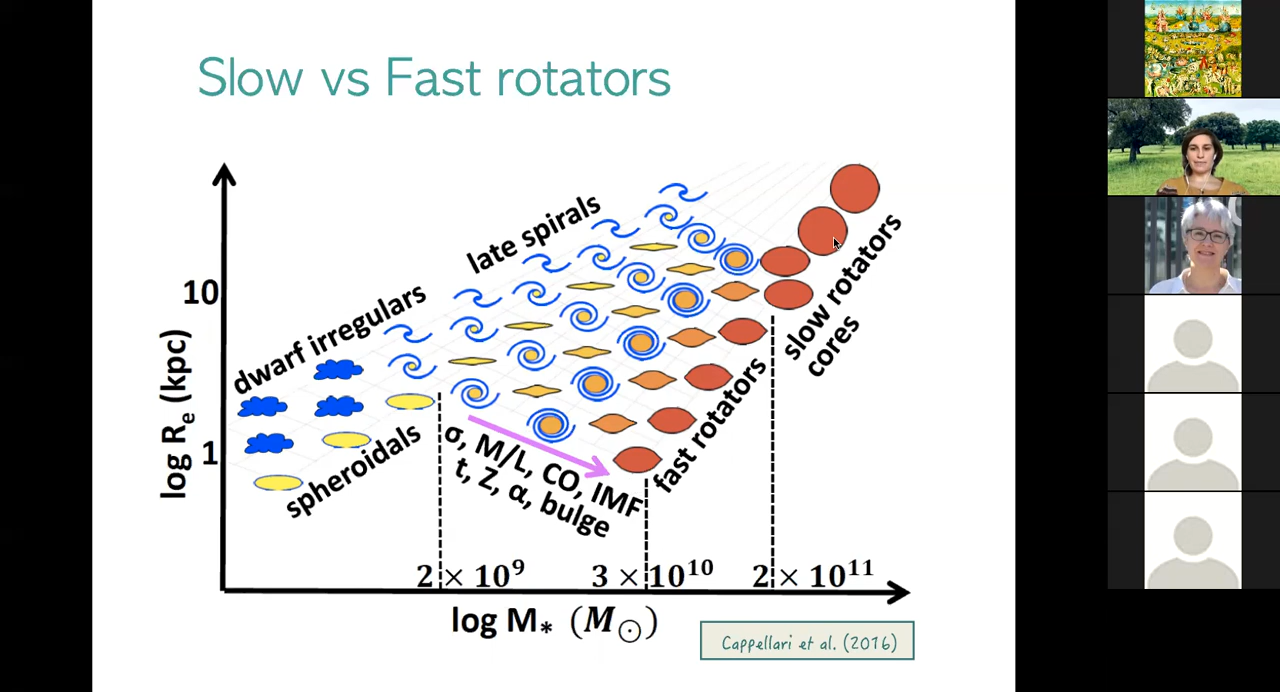 Slow vs Fast rotators
late spirals
dwarf irregulars
10
log Rₑ (kpc)
1
spheroidals
σ, M/L, CO, IMF
t, Z, α, bulge
fast rotators
slow rotators
cores
2 × 10⁹
3 × 10¹⁰
2 × 10¹¹
log M* (M☉)
Cappellari et al. (2016)